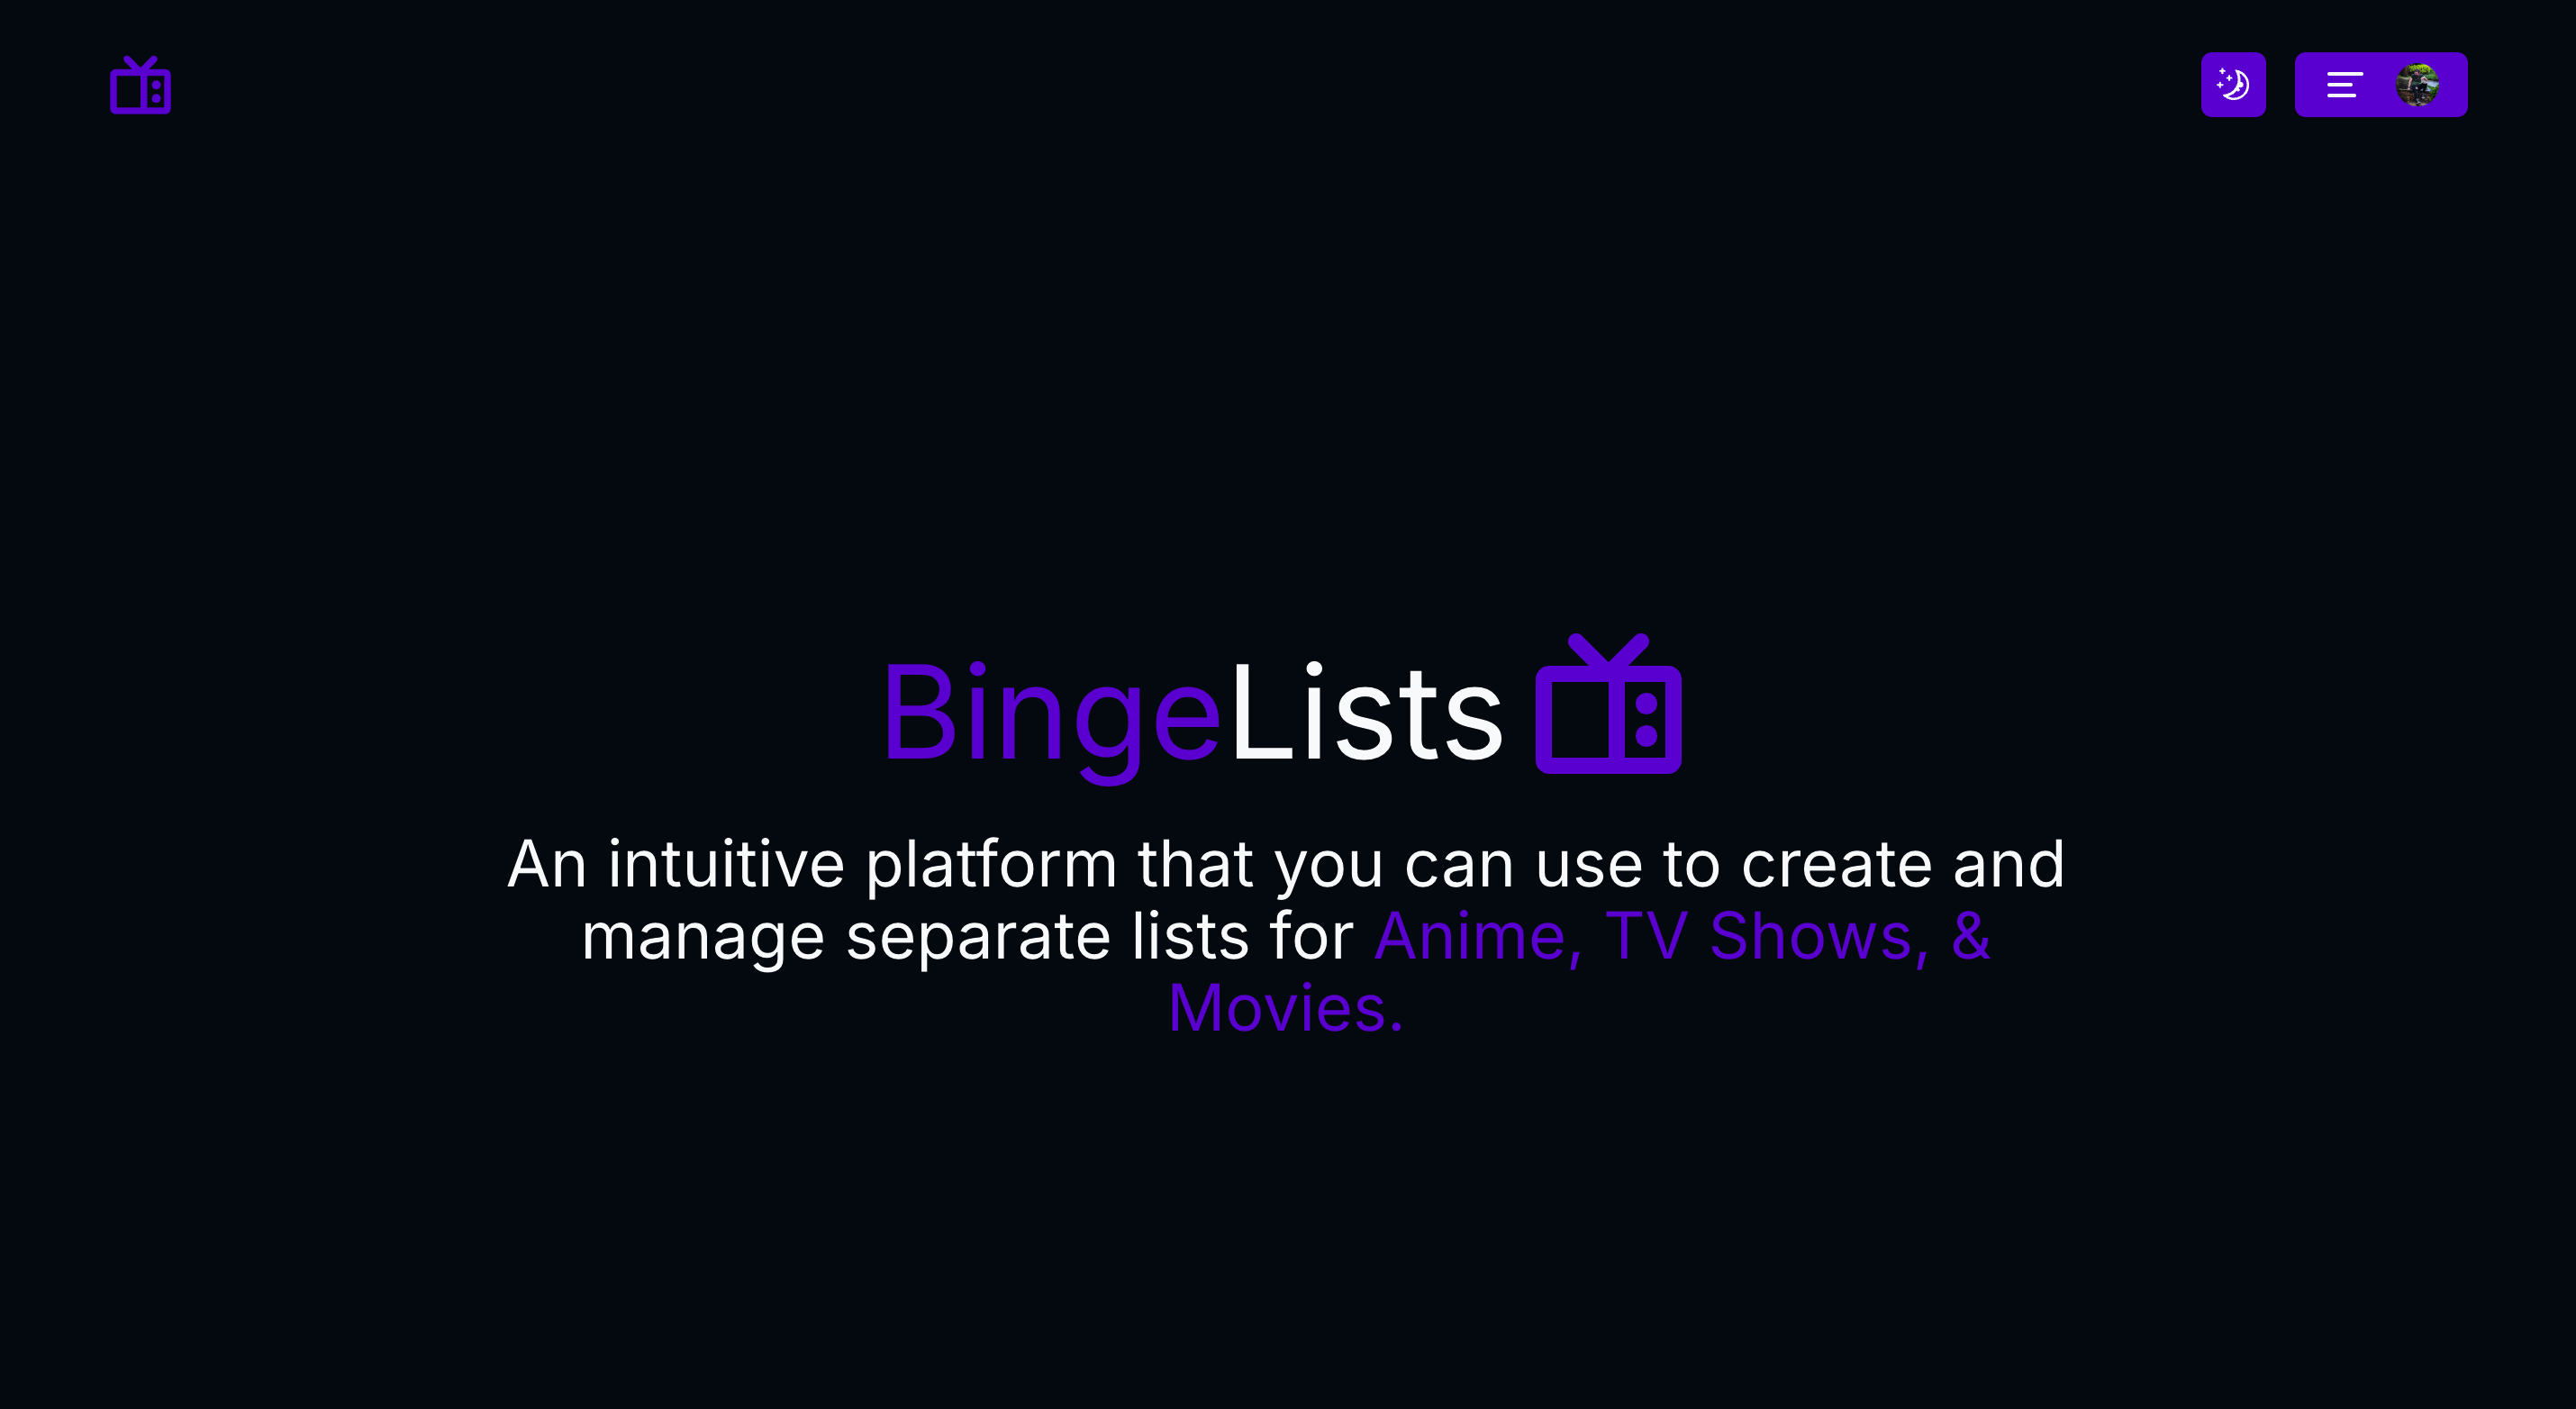 BingeLists
An intuitive platform that you can use to create and
manage separate lists for Anime, TV Shows, &
Movies.